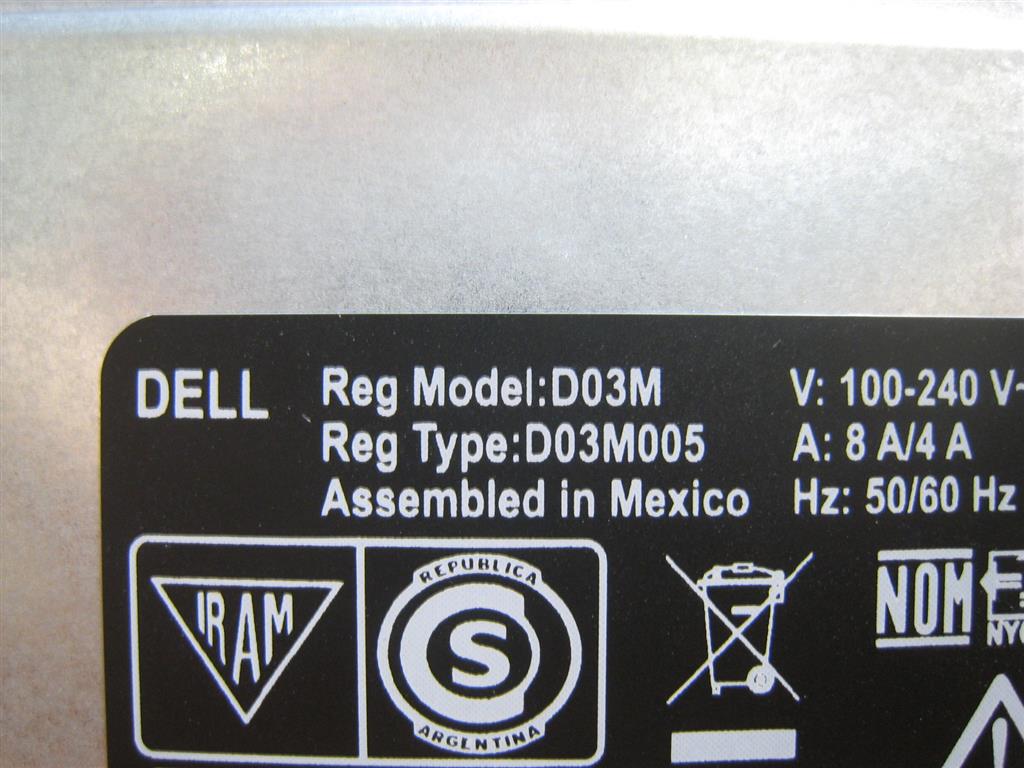 DELL
Reg Model:D03M
Reg Type:D03M005
Assembled in Mexico
V: 100-240 V~
A: 8 A/4 A
Hz: 50/60 Hz
IRAM
REPUBLICA
S
ARGENTINA
NOM
NYC